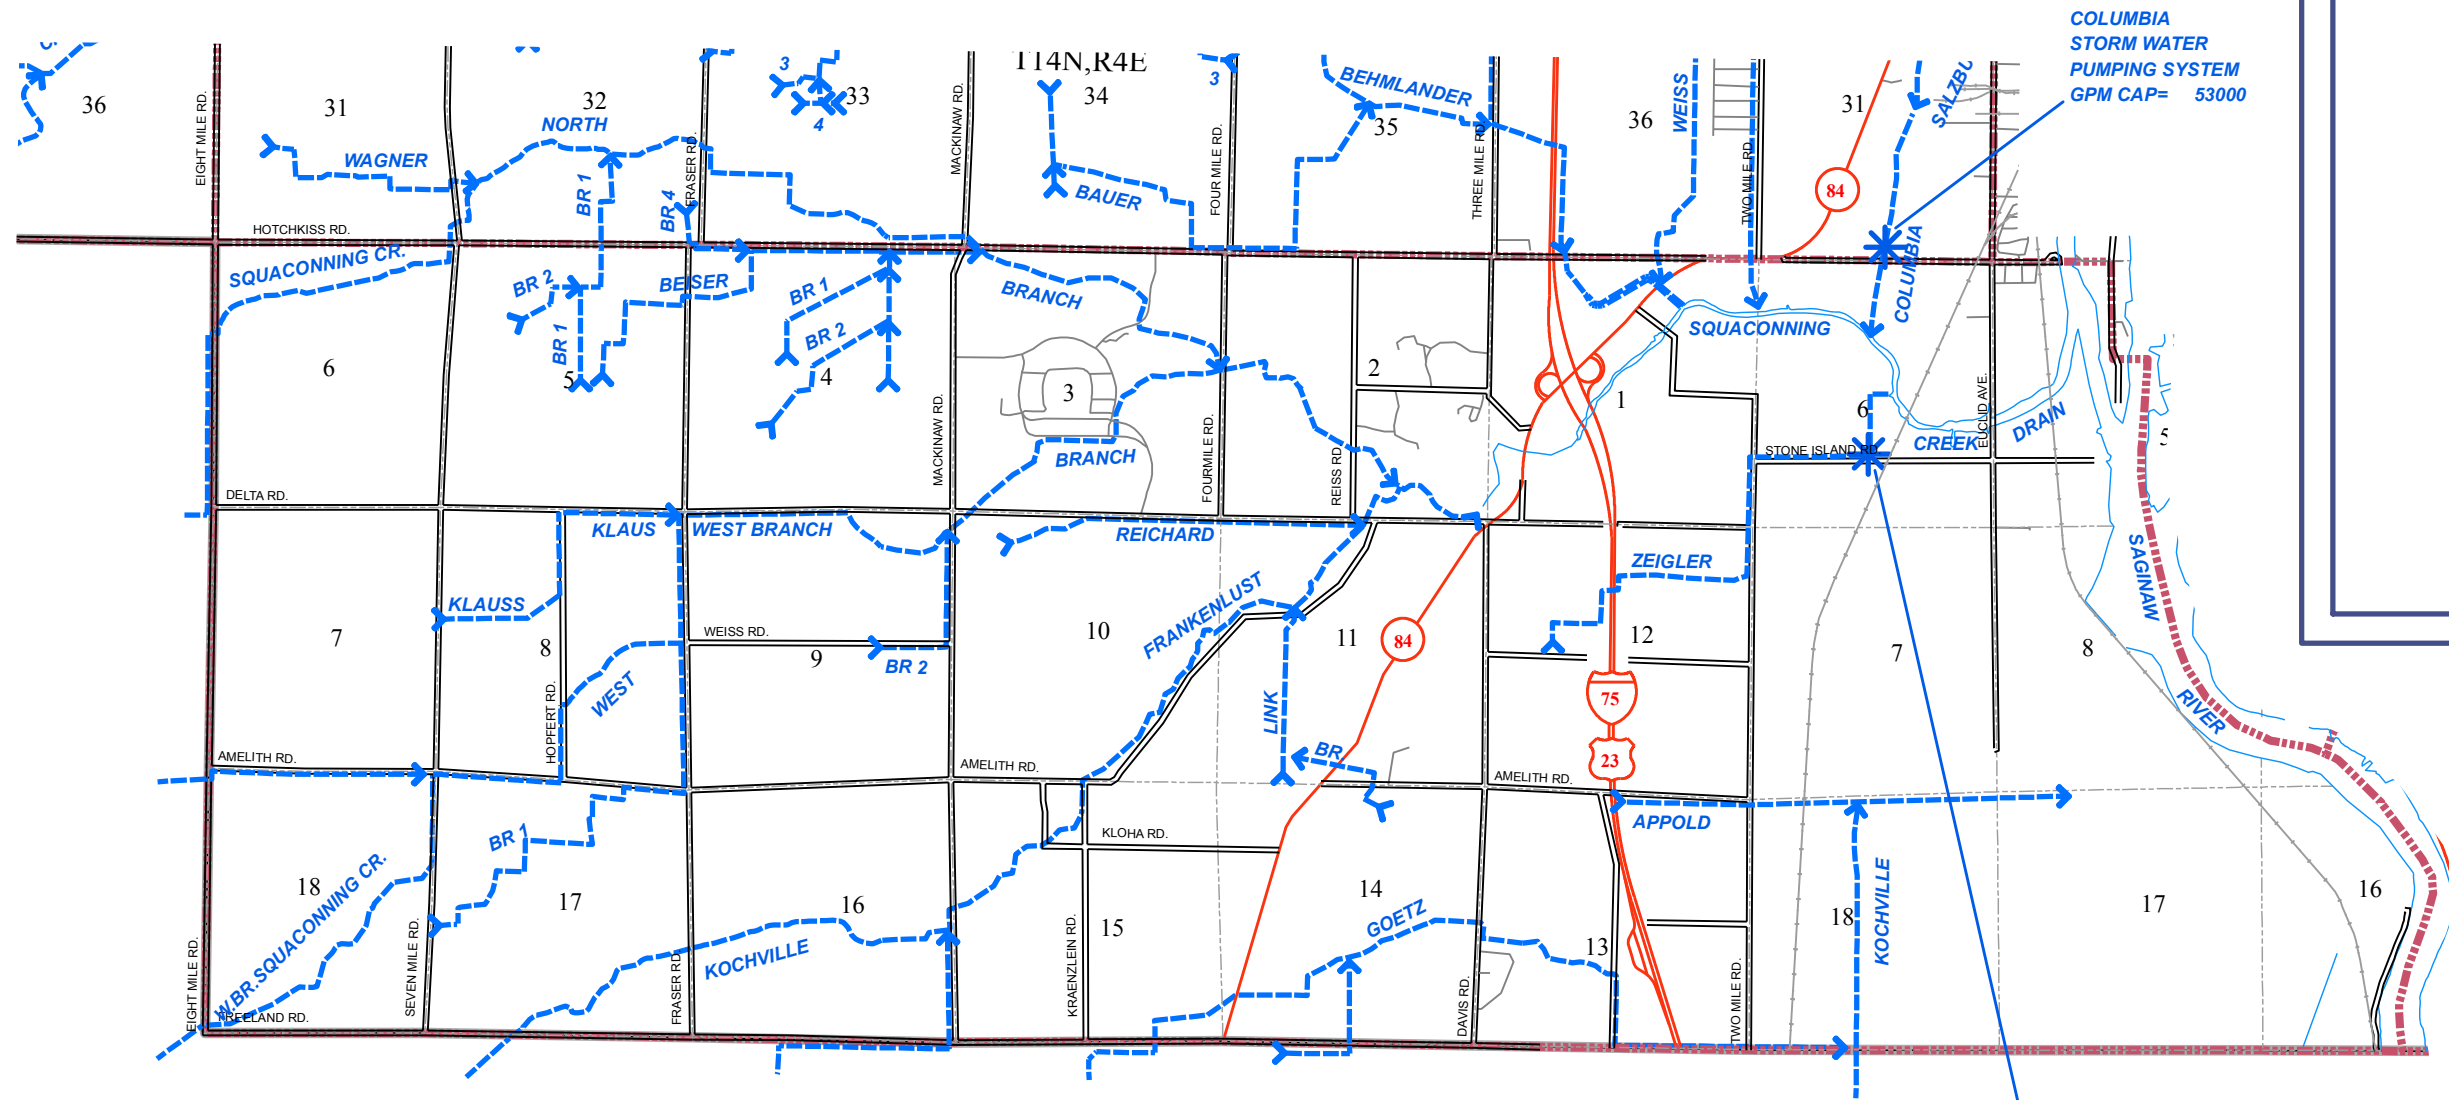 COLUMBIA
STORM WATER
PUMPING SYSTEM
GPM CAP= 53000
T14N,R4E
36
31
32
33
34
35
36
31
3
4
3
EIGHT MILE RD.
NORTH
WAGNER
BR 1
BR 4
FRASER RD.
MACKINAW RD.
BAUER
FOUR MILE RD.
BEHMLANDER
THREE MILE RD.
WEISS
TWO MILE RD.
84
SALZBU
COLUMBIA
HOTCHKISS RD.
SQUACONNING CR.
BR 2
BR 1
BEISER
BR 1
BR 2
BRANCH
SQUACONNING
6
5
4
3
2
1
6
5
MACKINAW RD.
FOURMILE RD.
REISS RD.
BRANCH
STONE ISLAND RD.
CREEK
EUCLID AVE.
DRAIN
DELTA RD.
KLAUS
WEST BRANCH
REICHARD
ZEIGLER
SAGINAW
RIVER
KLAUSS
WEISS RD.
BR 2
FRANKENLUST
7
8
9
10
11
84
12
7
8
HOPFERT RD.
WEST
LINK
BR
75
23
AMELITH RD.
AMELITH RD.
AMELITH RD.
APPOLD
KLOHA RD.
BR 1
18
17
16
15
14
13
18
17
16
W.BR.SQUACONNING CR.
EIGHT MILE RD.
SEVEN MILE RD.
FRASER RD.
KOCHVILLE
KRAENZLEIN RD.
GOETZ
DAVIS RD.
TWO MILE RD.
KOCHVILLE
FREELAND RD.